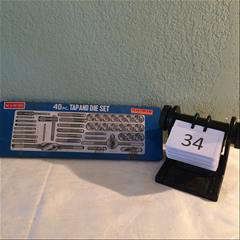 40 PC. TAP AND DIE SET
34